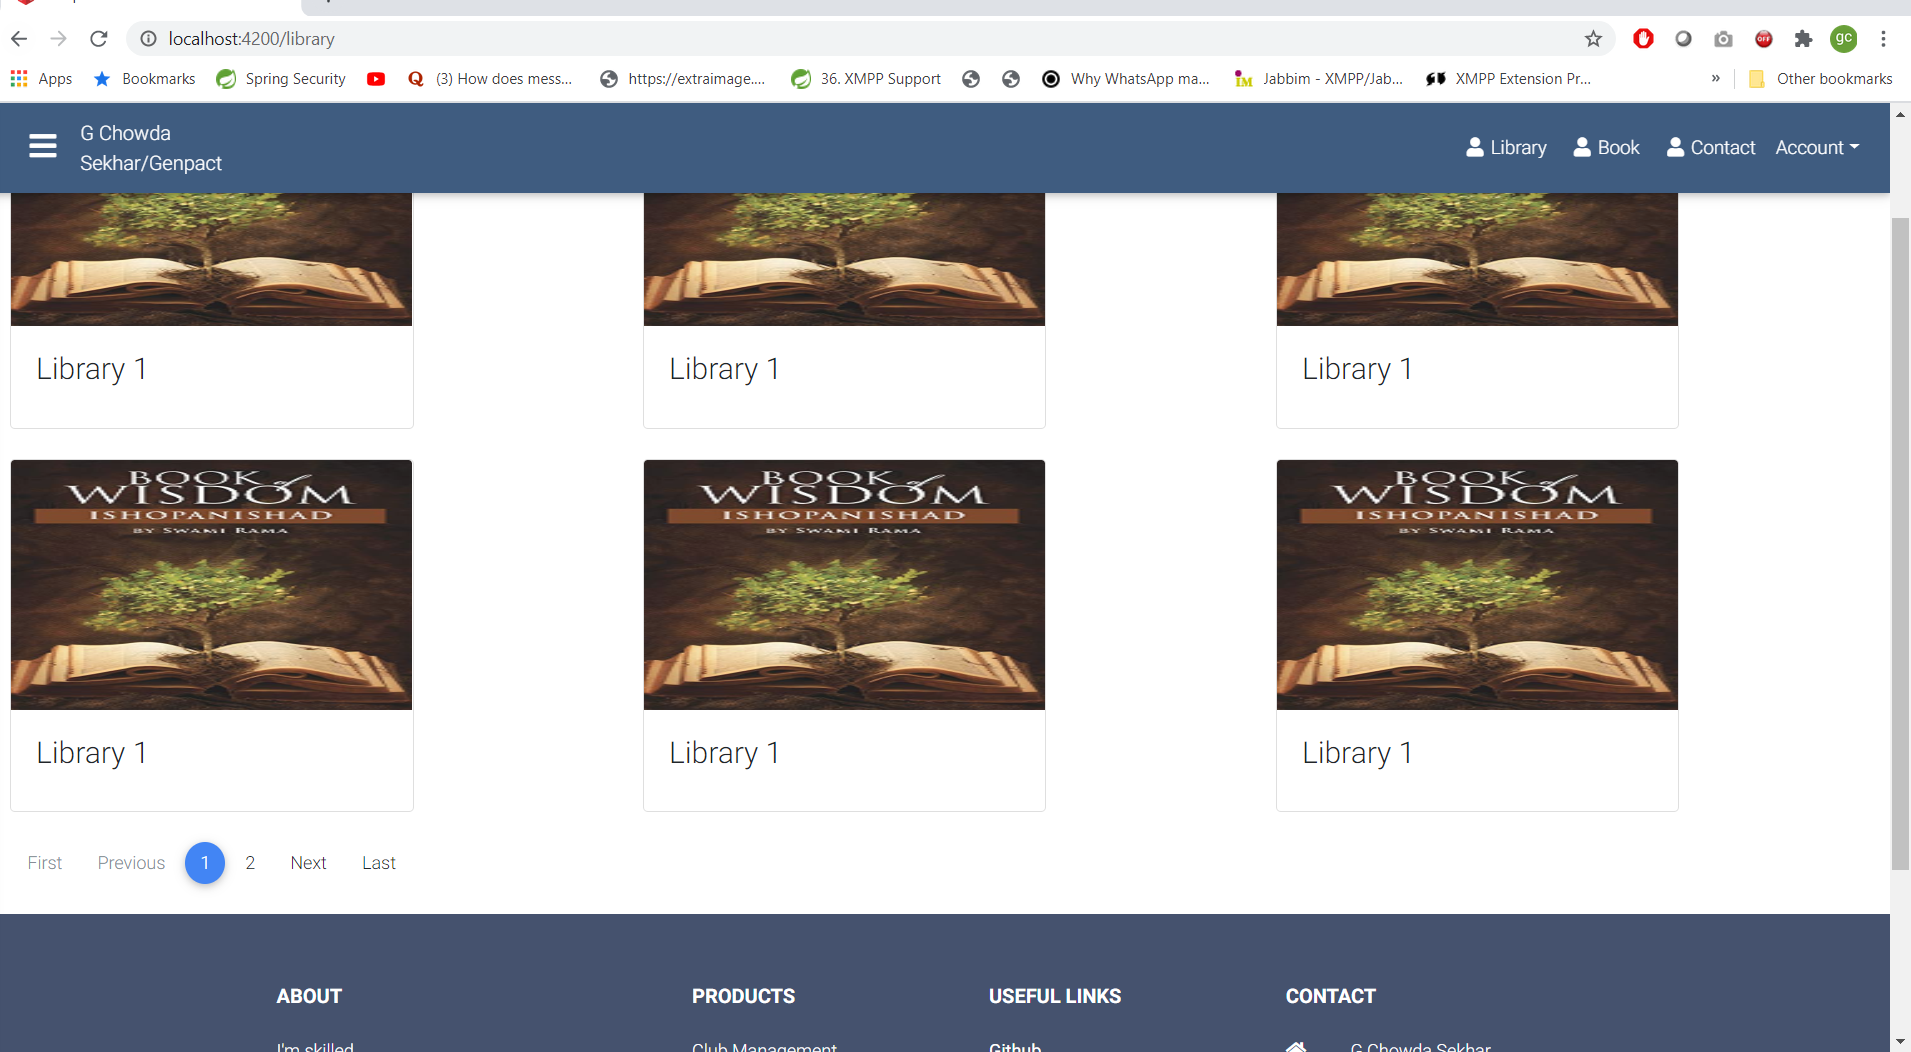 localhost:4200/library
gc
Apps
Bookmarks
Spring Security
(3) How does mess...
https://extraimage....
36. XMPP Support
Why WhatsApp ma...
IM
Jabbim - XMPP/Jab...
XMPP Extension Pr...
»
Other bookmarks
G Chowda
Sekhar/Genpact
Library
Book
Contact
Account
Library 1
Library 1
Library 1
BOOK of
WISDOM
ISHOPANISHAD
BY SWAMI RAMA
BOOK of
WISDOM
ISHOPANISHAD
BY SWAMI RAMA
BOOK of
WISDOM
ISHOPANISHAD
BY SWAMI RAMA
Library 1
Library 1
Library 1
First Previous 1 2 Next Last
ABOUT
PRODUCTS
USEFUL LINKS
CONTACT
I'm skilled
Club Management
Github
G Chowda Sekhar